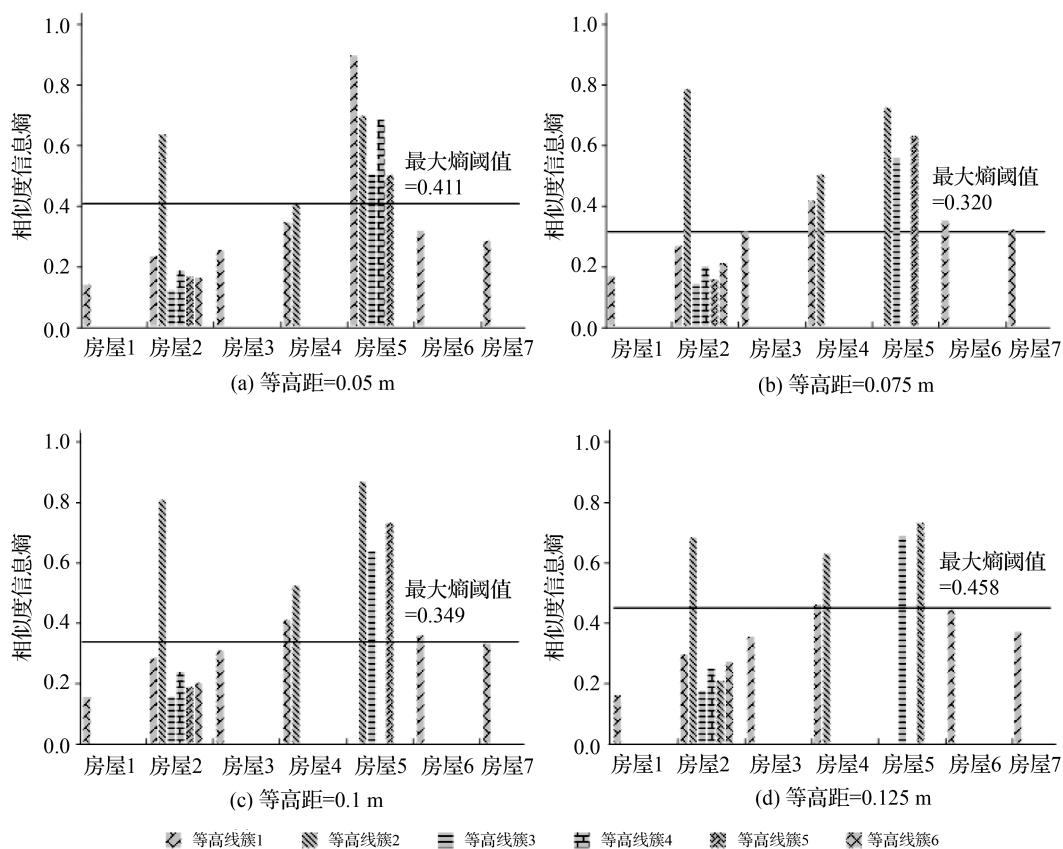 1.0
0.8
0.6
0.4
0.2
0.0
相似度信息熵
最大熵阈值
=0.411
房屋1 房屋2 房屋3 房屋4 房屋5 房屋6 房屋7
(a) 等高距=0.05 m
1.0
0.8
0.6
0.4
0.2
0.0
相似度信息熵
最大熵阈值
=0.320
房屋1 房屋2 房屋3 房屋4 房屋5 房屋6 房屋7
(b) 等高距=0.075 m
1.0
0.8
0.6
0.4
0.2
0.0
相似度信息熵
最大熵阈值
=0.349
房屋1 房屋2 房屋3 房屋4 房屋5 房屋6 房屋7
(c) 等高距=0.1 m
1.0
0.8
0.6
0.4
0.2
0.0
相似度信息熵
最大熵阈值
=0.458
房屋1 房屋2 房屋3 房屋4 房屋5 房屋6 房屋7
(d) 等高距=0.125 m
等高线簇1 等高线簇2 等高线簇3 等高线簇4 等高线簇5 等高线簇6